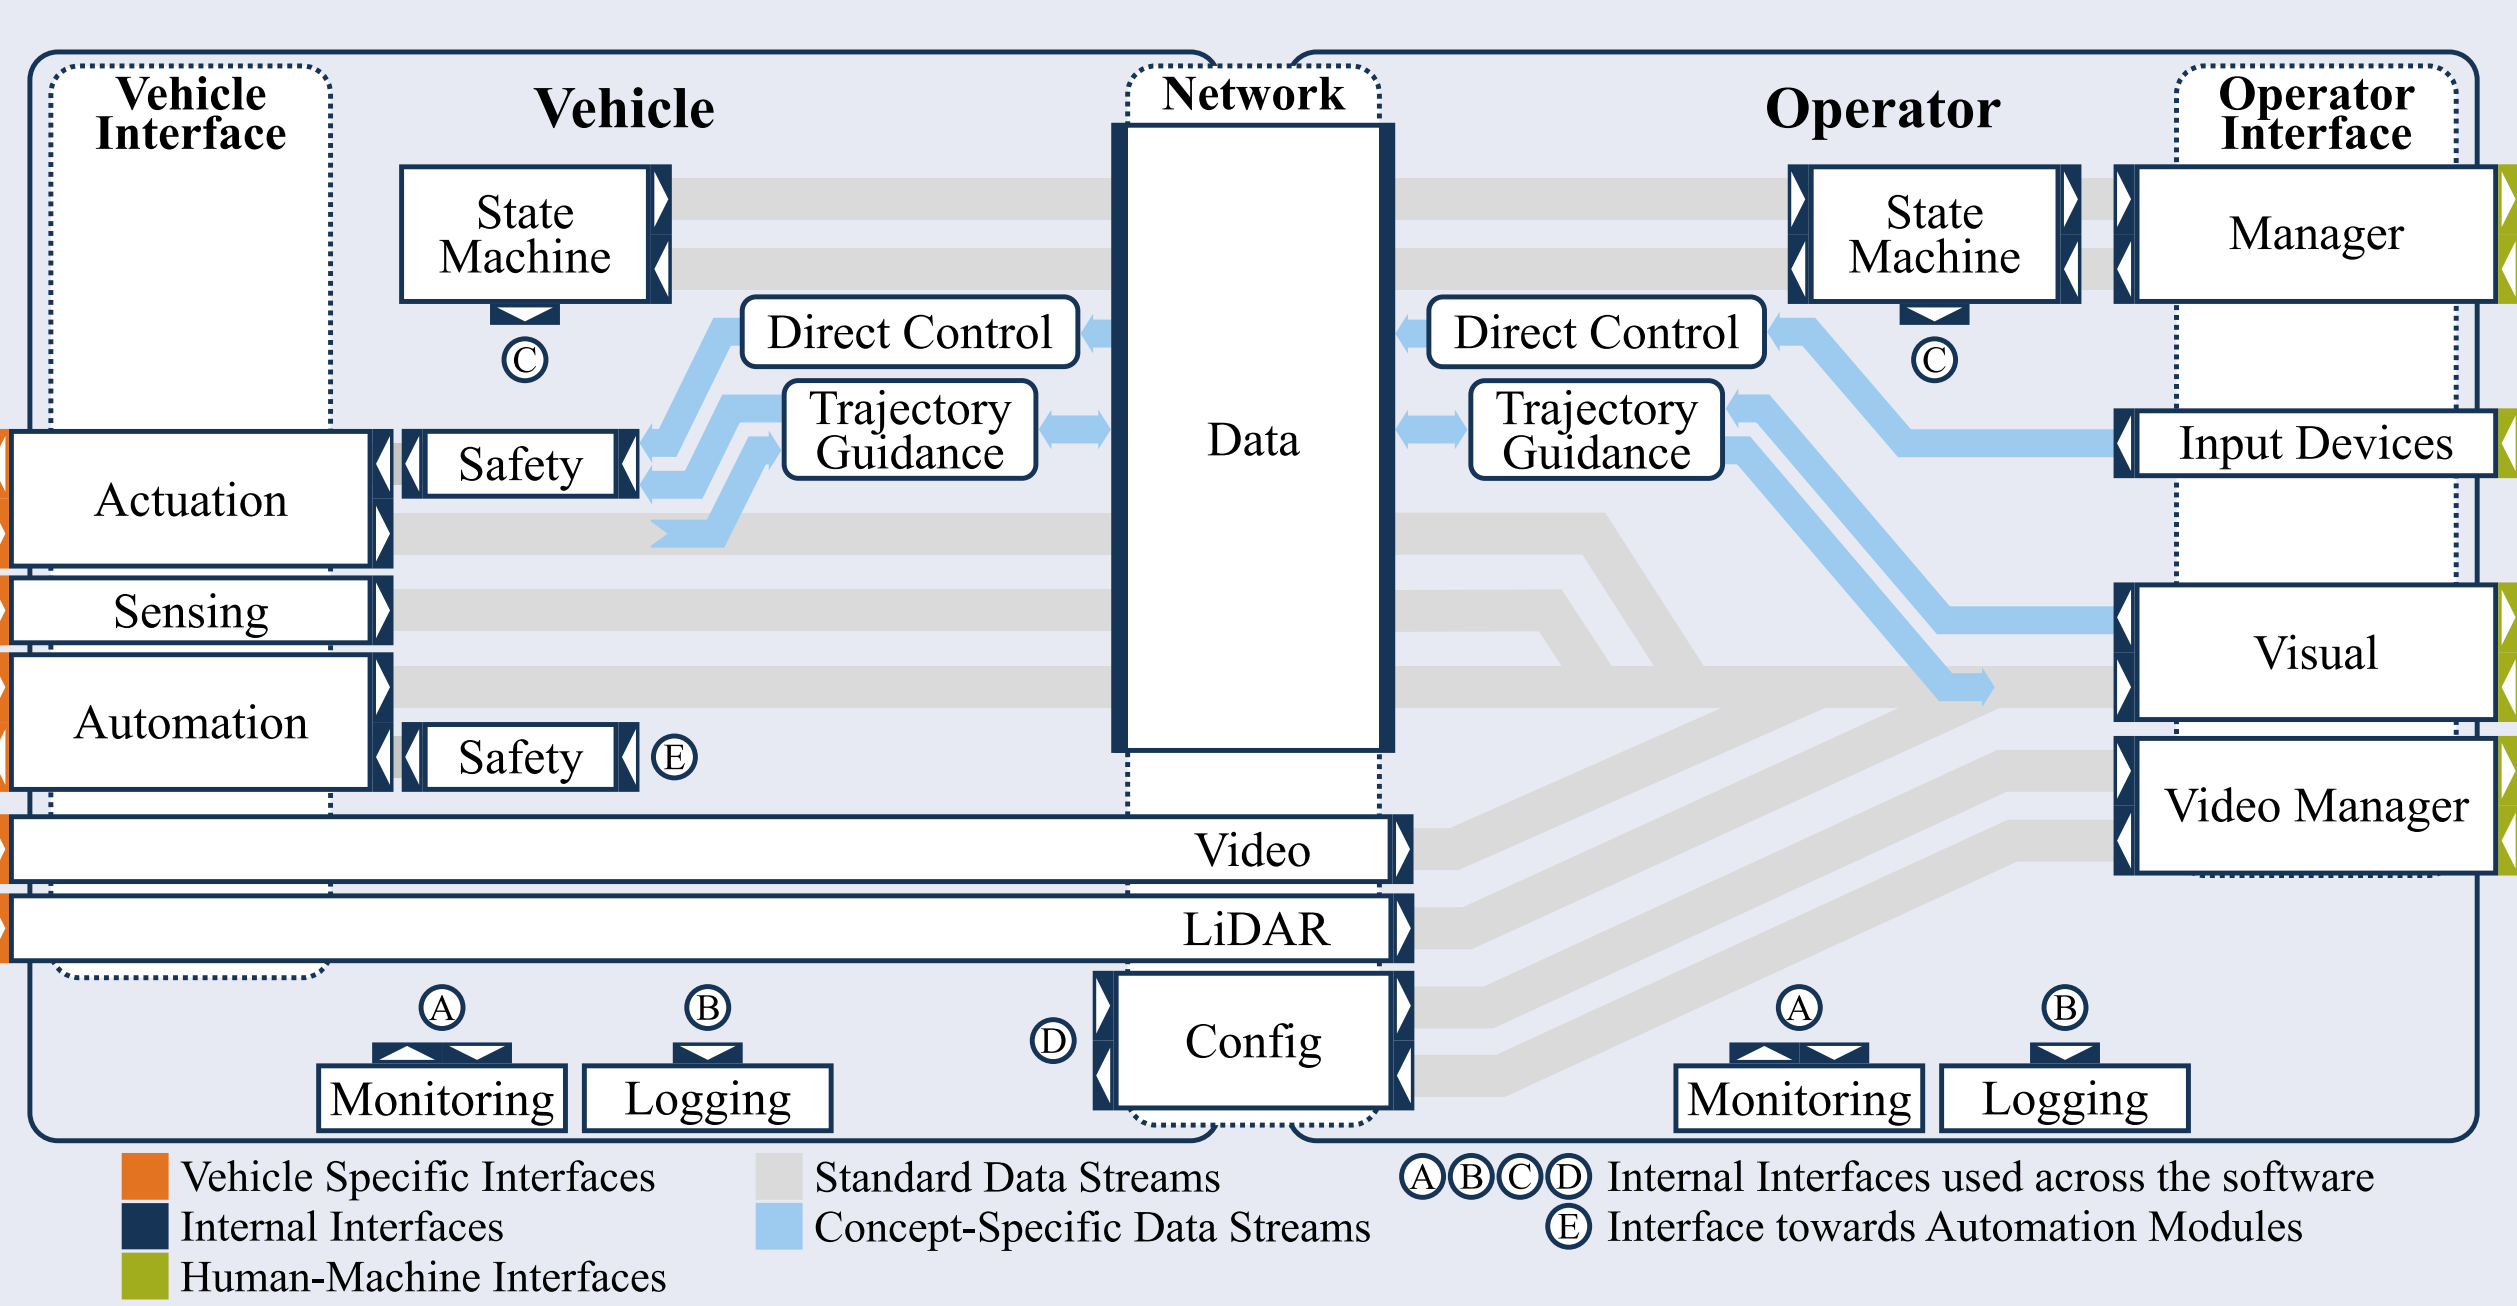 Vehicle
Interface
Vehicle
Network
Operator
Operator
Interface
State
Machine
C
Direct Control
Trajectory
Guidance
Data
Direct Control
Trajectory
Guidance
State
Machine
C
Manager
Input Devices
Actuation
Safety
Sensing
Automation
Safety
E
Visual
Video Manager
Video
LiDAR
A
Monitoring
B
Logging
D
Config
A
Monitoring
B
Logging
Vehicle Specific Interfaces
Internal Interfaces
Human-Machine Interfaces
Standard Data Streams
Concept-Specific Data Streams
A B C D Internal Interfaces used across the software
E Interface towards Automation Modules